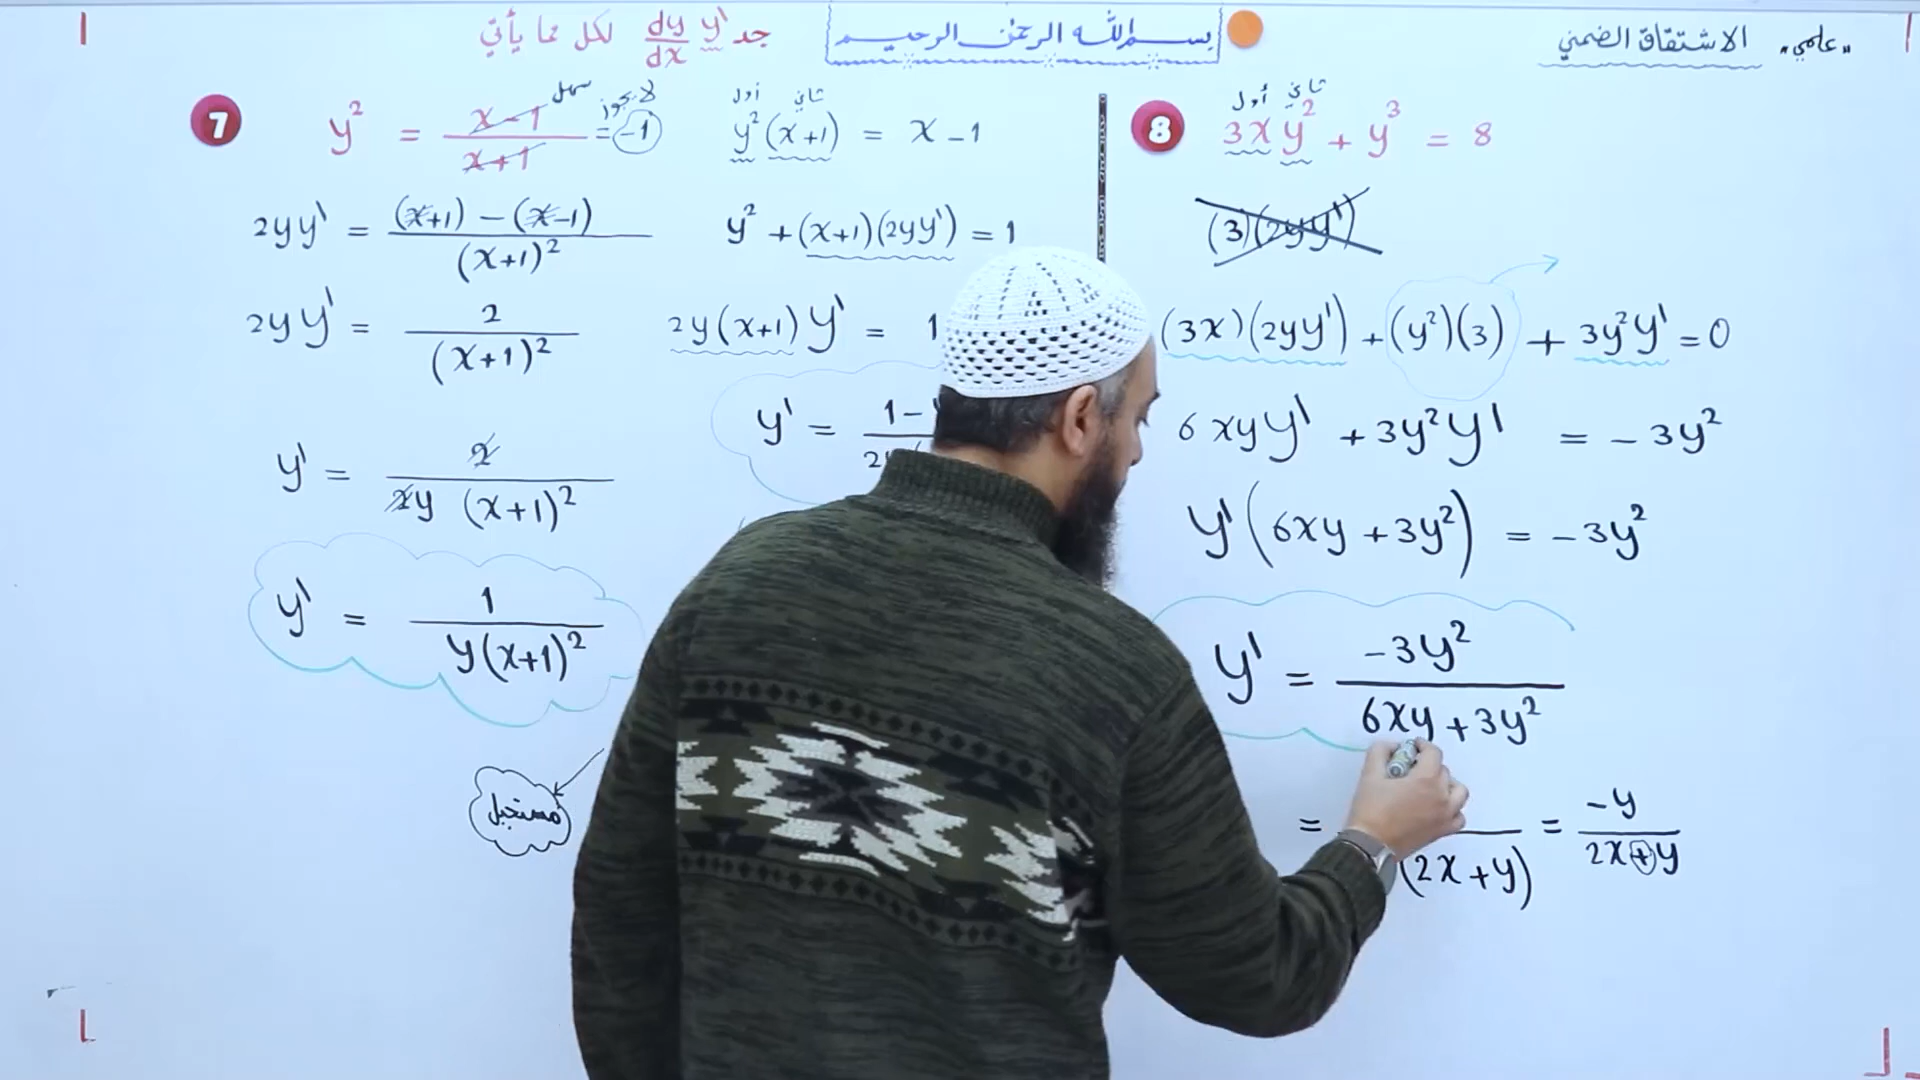 "علمي" الاشتقاق الضمني
بسم الله الرحمن الرحيم
جد y' dy/dx لكل مما يأتي
7
y² = (x-1)/(x+1) = -1
سهل
لا يجوز
2yy' = ((x+1) - (x-1))/(x+1)²
2yy' = 2/(x+1)²
y' = 2/(2y (x+1)²)
y' = 1/(y(x+1)²)
مستحيل
أول ثاني
y²(x+1) = x-1
y² + (x+1)(2yy') = 1
2y(x+1)y' = 1
y' = 1-
8
أول ثاني
3xy² + y³ = 8
(3)(2yy')
(3x)(2yy') + (y²)(3) + 3y²y' = 0
6xyy' + 3y²y' = -3y²
y'(6xy + 3y²) = -3y²
y' = -3y²/(6xy + 3y²)
= (2x+y) = -y/(2x+y)